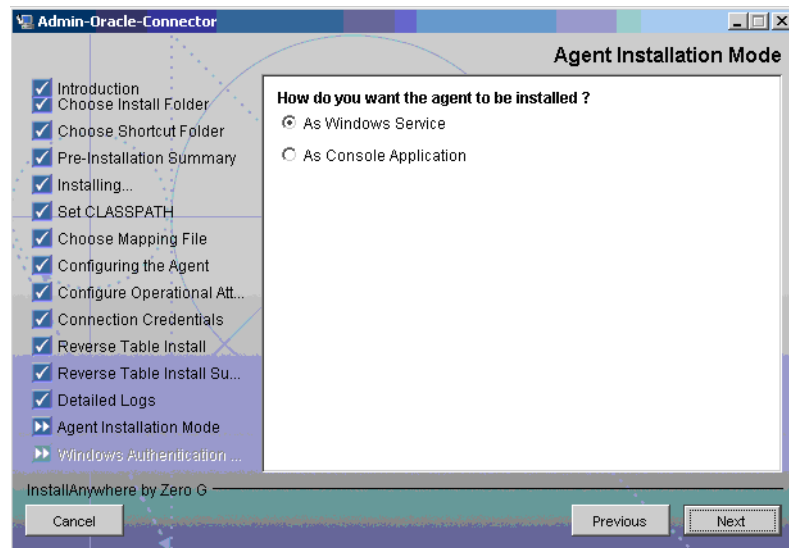 Admin-Oracle-Connector
Agent Installation Mode
Introduction
Choose Install Folder
Choose Shortcut Folder
Pre-Installation Summary
Installing...
Set CLASSPATH
Choose Mapping File
Configuring the Agent
Configure Operational Att...
Connection Credentials
Reverse Table Install
Reverse Table Install Su...
Detailed Logs
Agent Installation Mode
Windows Authentication ...
How do you want the agent to be installed ?
As Windows Service
As Console Application
InstallAnywhere by Zero G
Cancel
Previous
Next